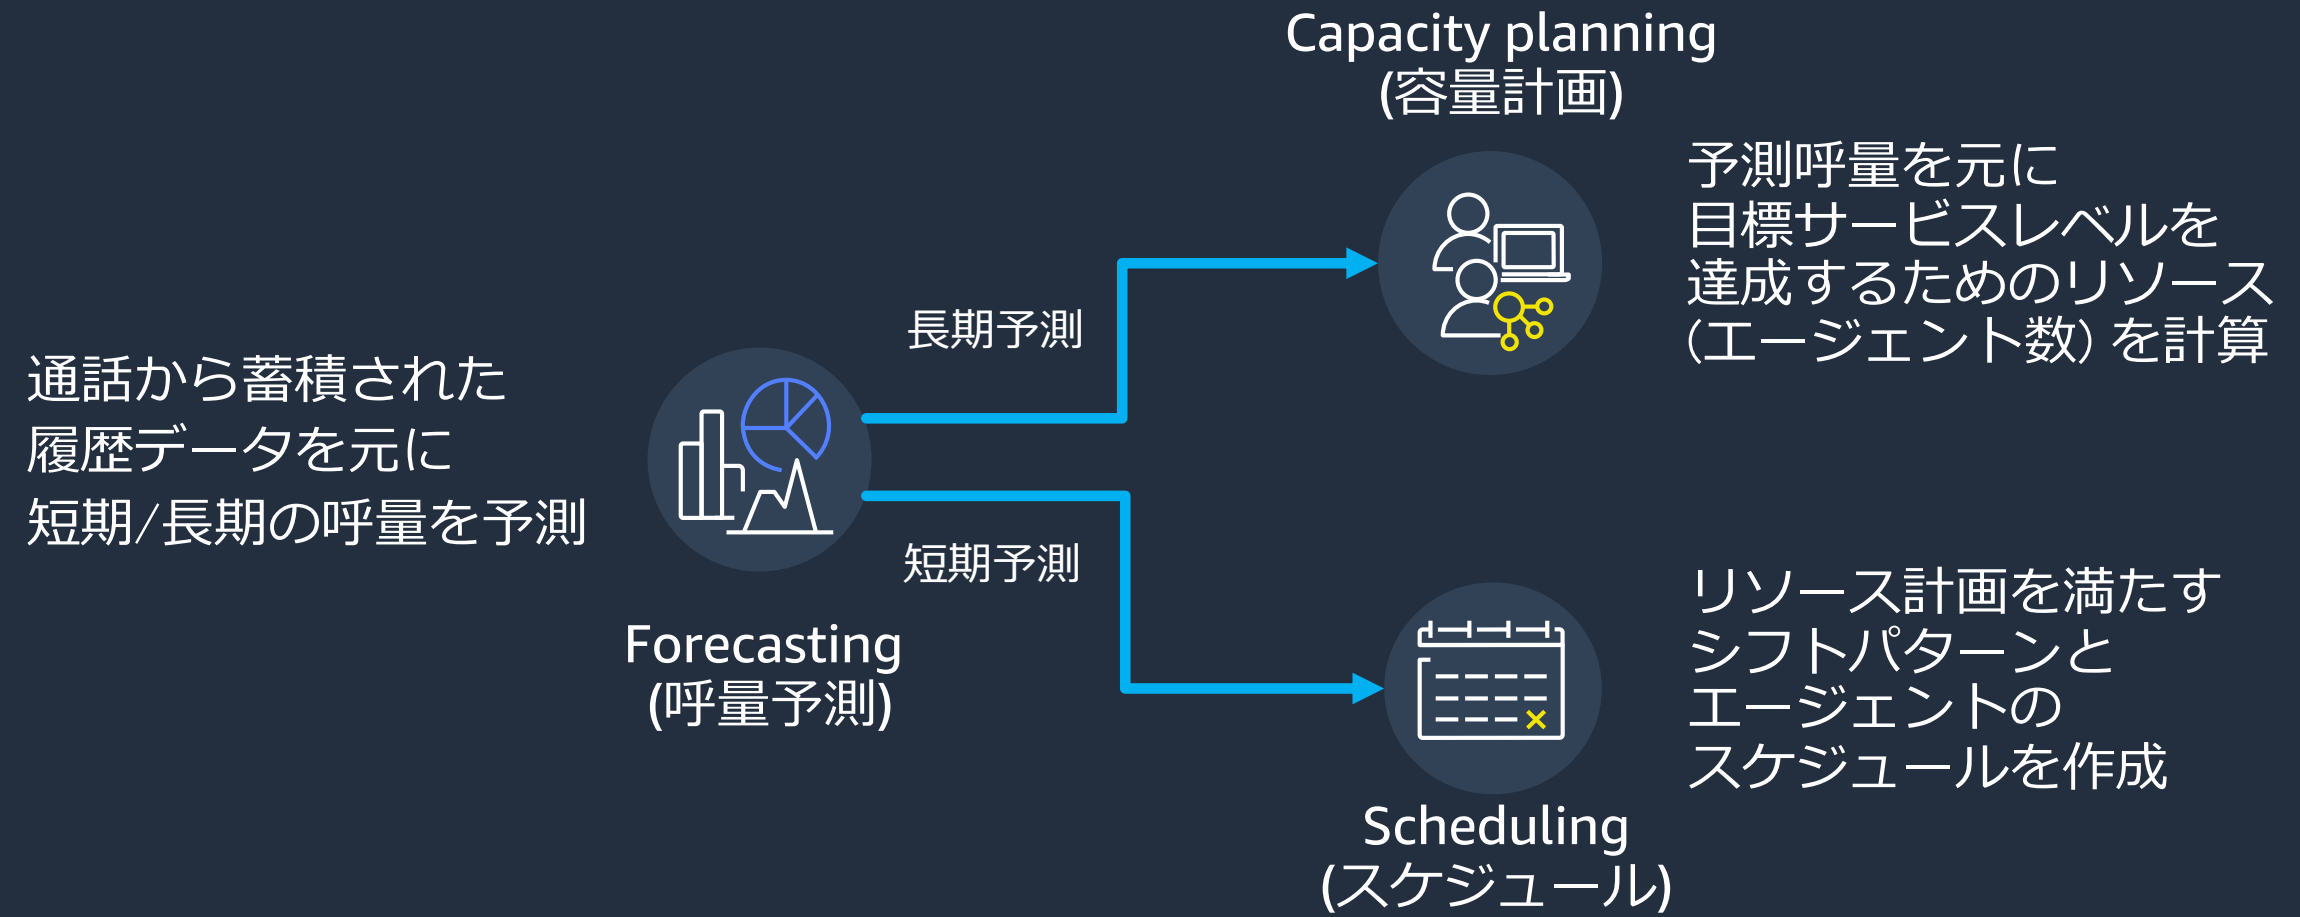 Capacity planning
(容量計画)
予測呼量を元に
目標サービスレベルを
達成するためのリソース
(エージェント数) を計算
長期予測
通話から蓄積された
履歴データを元に
短期/長期の呼量を予測
Forecasting
(呼量予測)
短期予測
リソース計画を満たす
シフトパターンと
エージェントの
スケジュールを作成
Scheduling
(スケジュール)